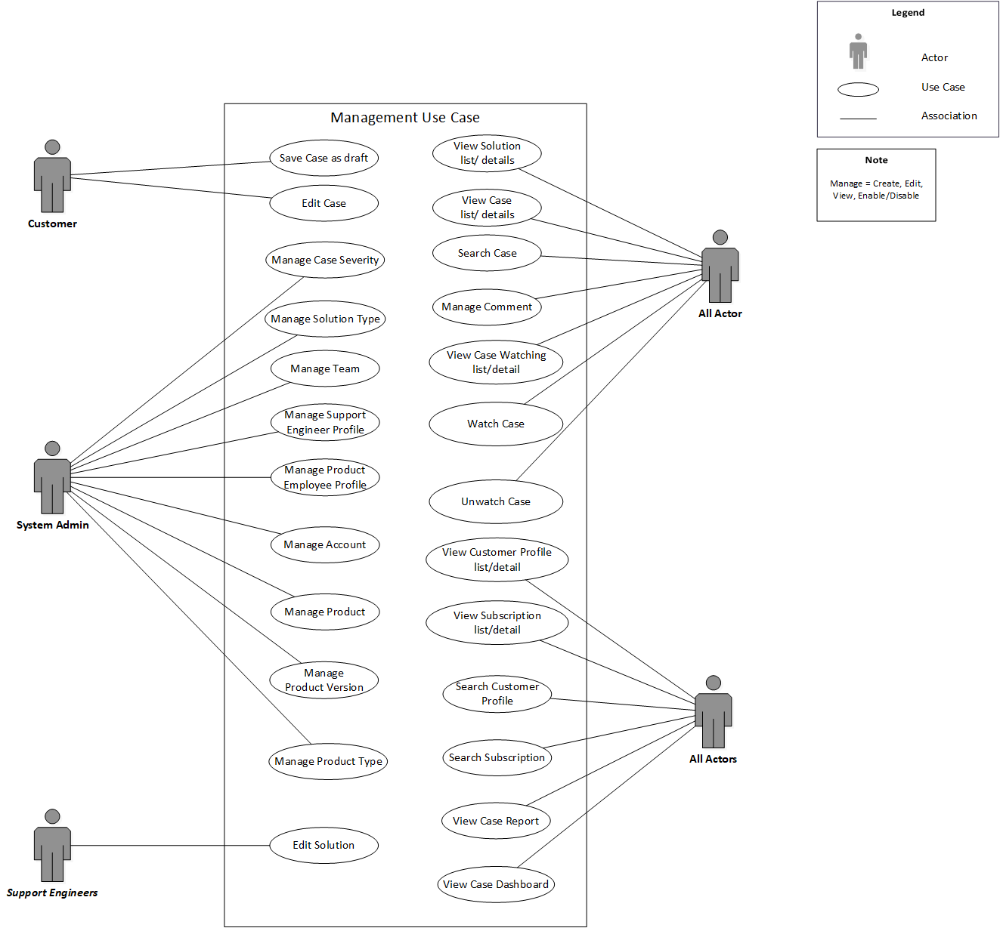 Legend
Actor
Use Case
Association
Note
Manage = Create, Edit,
View, Enable/Disable
Management Use Case
Customer
Save Case as draft
Edit Case
System Admin
Manage Case Severity
Manage Solution Type
Manage Team
Manage Support
Engineer Profile
Manage Product
Employee Profile
Manage Account
Manage Product
Manage
Product Version
Manage Product Type
Support Engineers
Edit Solution
View Solution
list/ details
View Case
list/ details
Search Case
Manage Comment
View Case Watching
list/detail
Watch Case
Unwatch Case
All Actor
View Customer Profile
list/detail
View Subscription
list/detail
Search Customer
Profile
Search Subscription
View Case Report
View Case Dashboard
All Actors